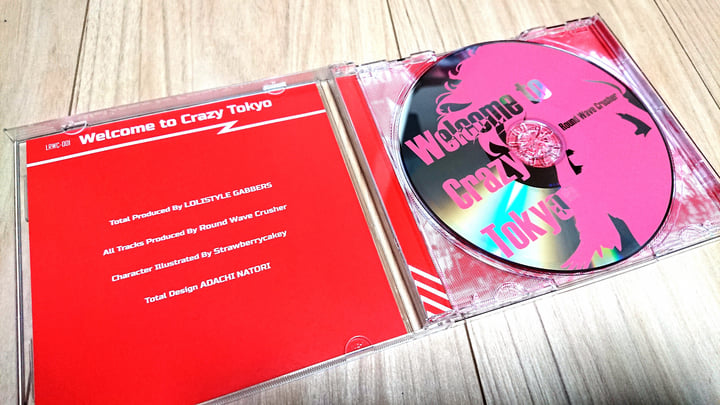 LRWC-001
Welcome to Crazy Tokyo
Total Produced By LOLISTYLE GABBERS
All Tracks Produced By Round Wave Crusher
Character Illustrated By Strawberrycakey
Total Design ADACHI NATORI
Welcome to
Crazy
Tokyo
Round Wave Crusher